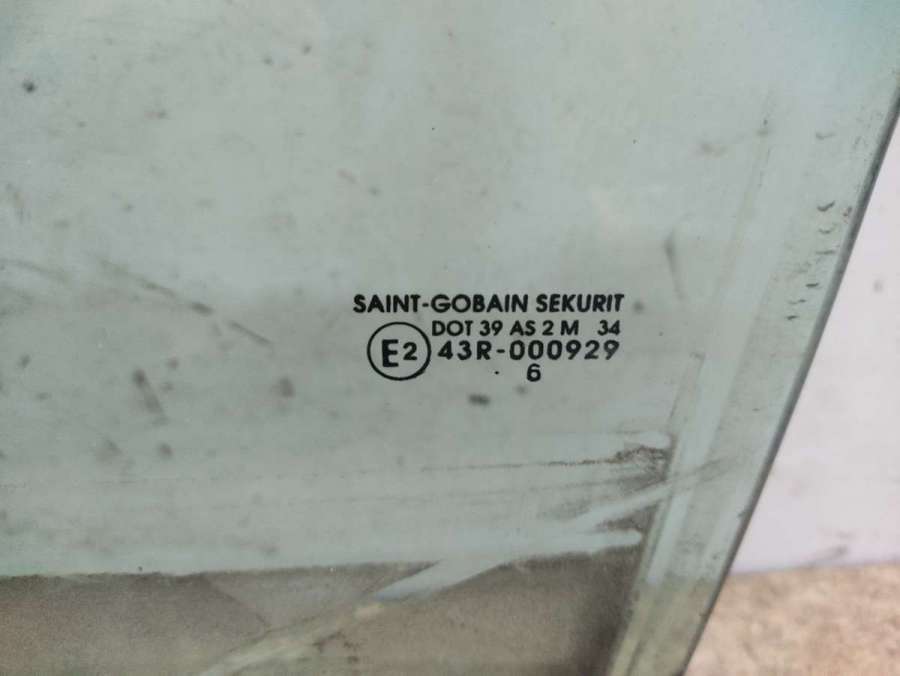 SAINT-GOBAIN SEKURIT
DOT 39 AS 2 M 34
E2 43R-000929
. 6